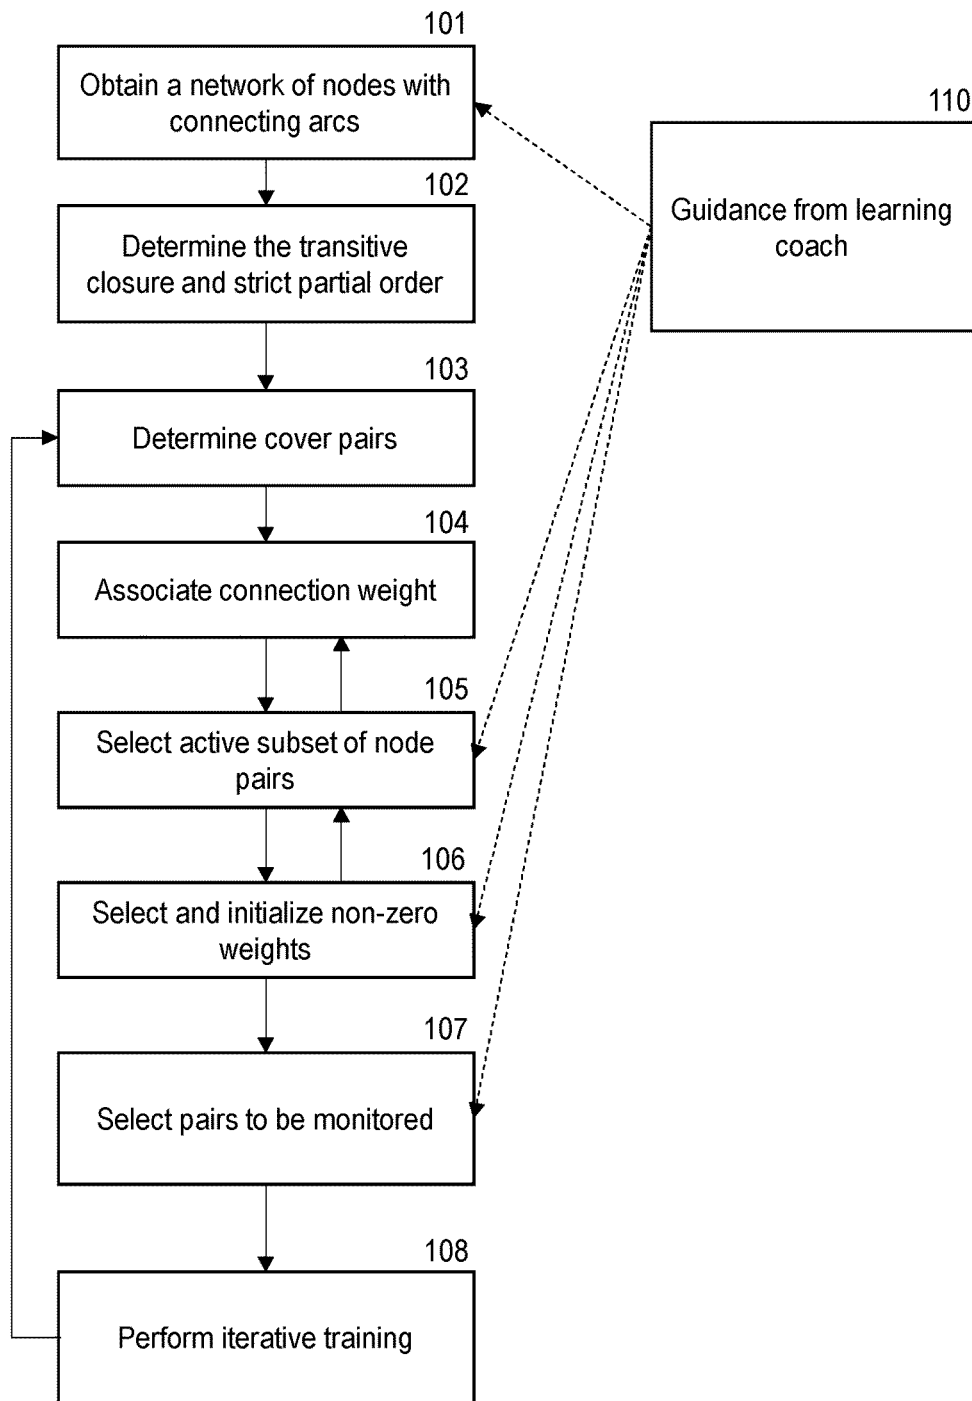 101
Obtain a network of nodes with
connecting arcs
110
Guidance from learning
coach
102
Determine the transitive
closure and strict partial order
103
Determine cover pairs
104
Associate connection weight
105
Select active subset of node
pairs
106
Select and initialize non-zero
weights
107
Select pairs to be monitored
108
Perform iterative training